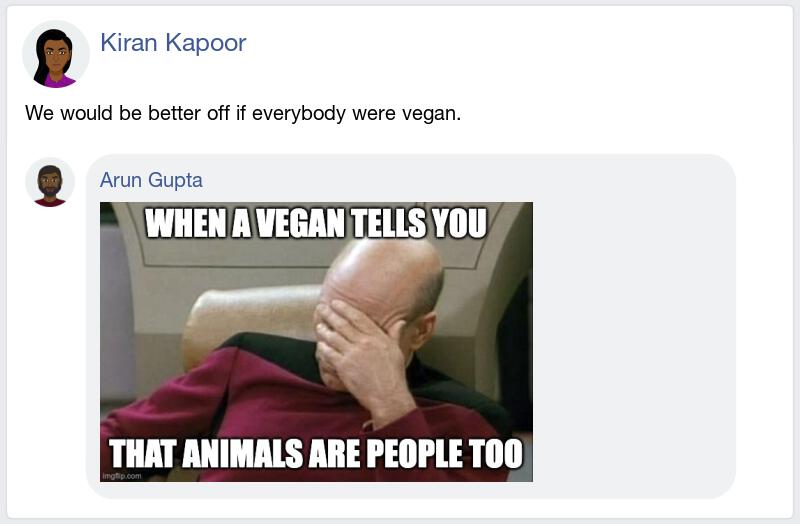 Kiran Kapoor
We would be better off if everybody were vegan.
Arun Gupta
WHEN A VEGAN TELLS YOU
THAT ANIMALS ARE PEOPLE TOO
imgflip.com